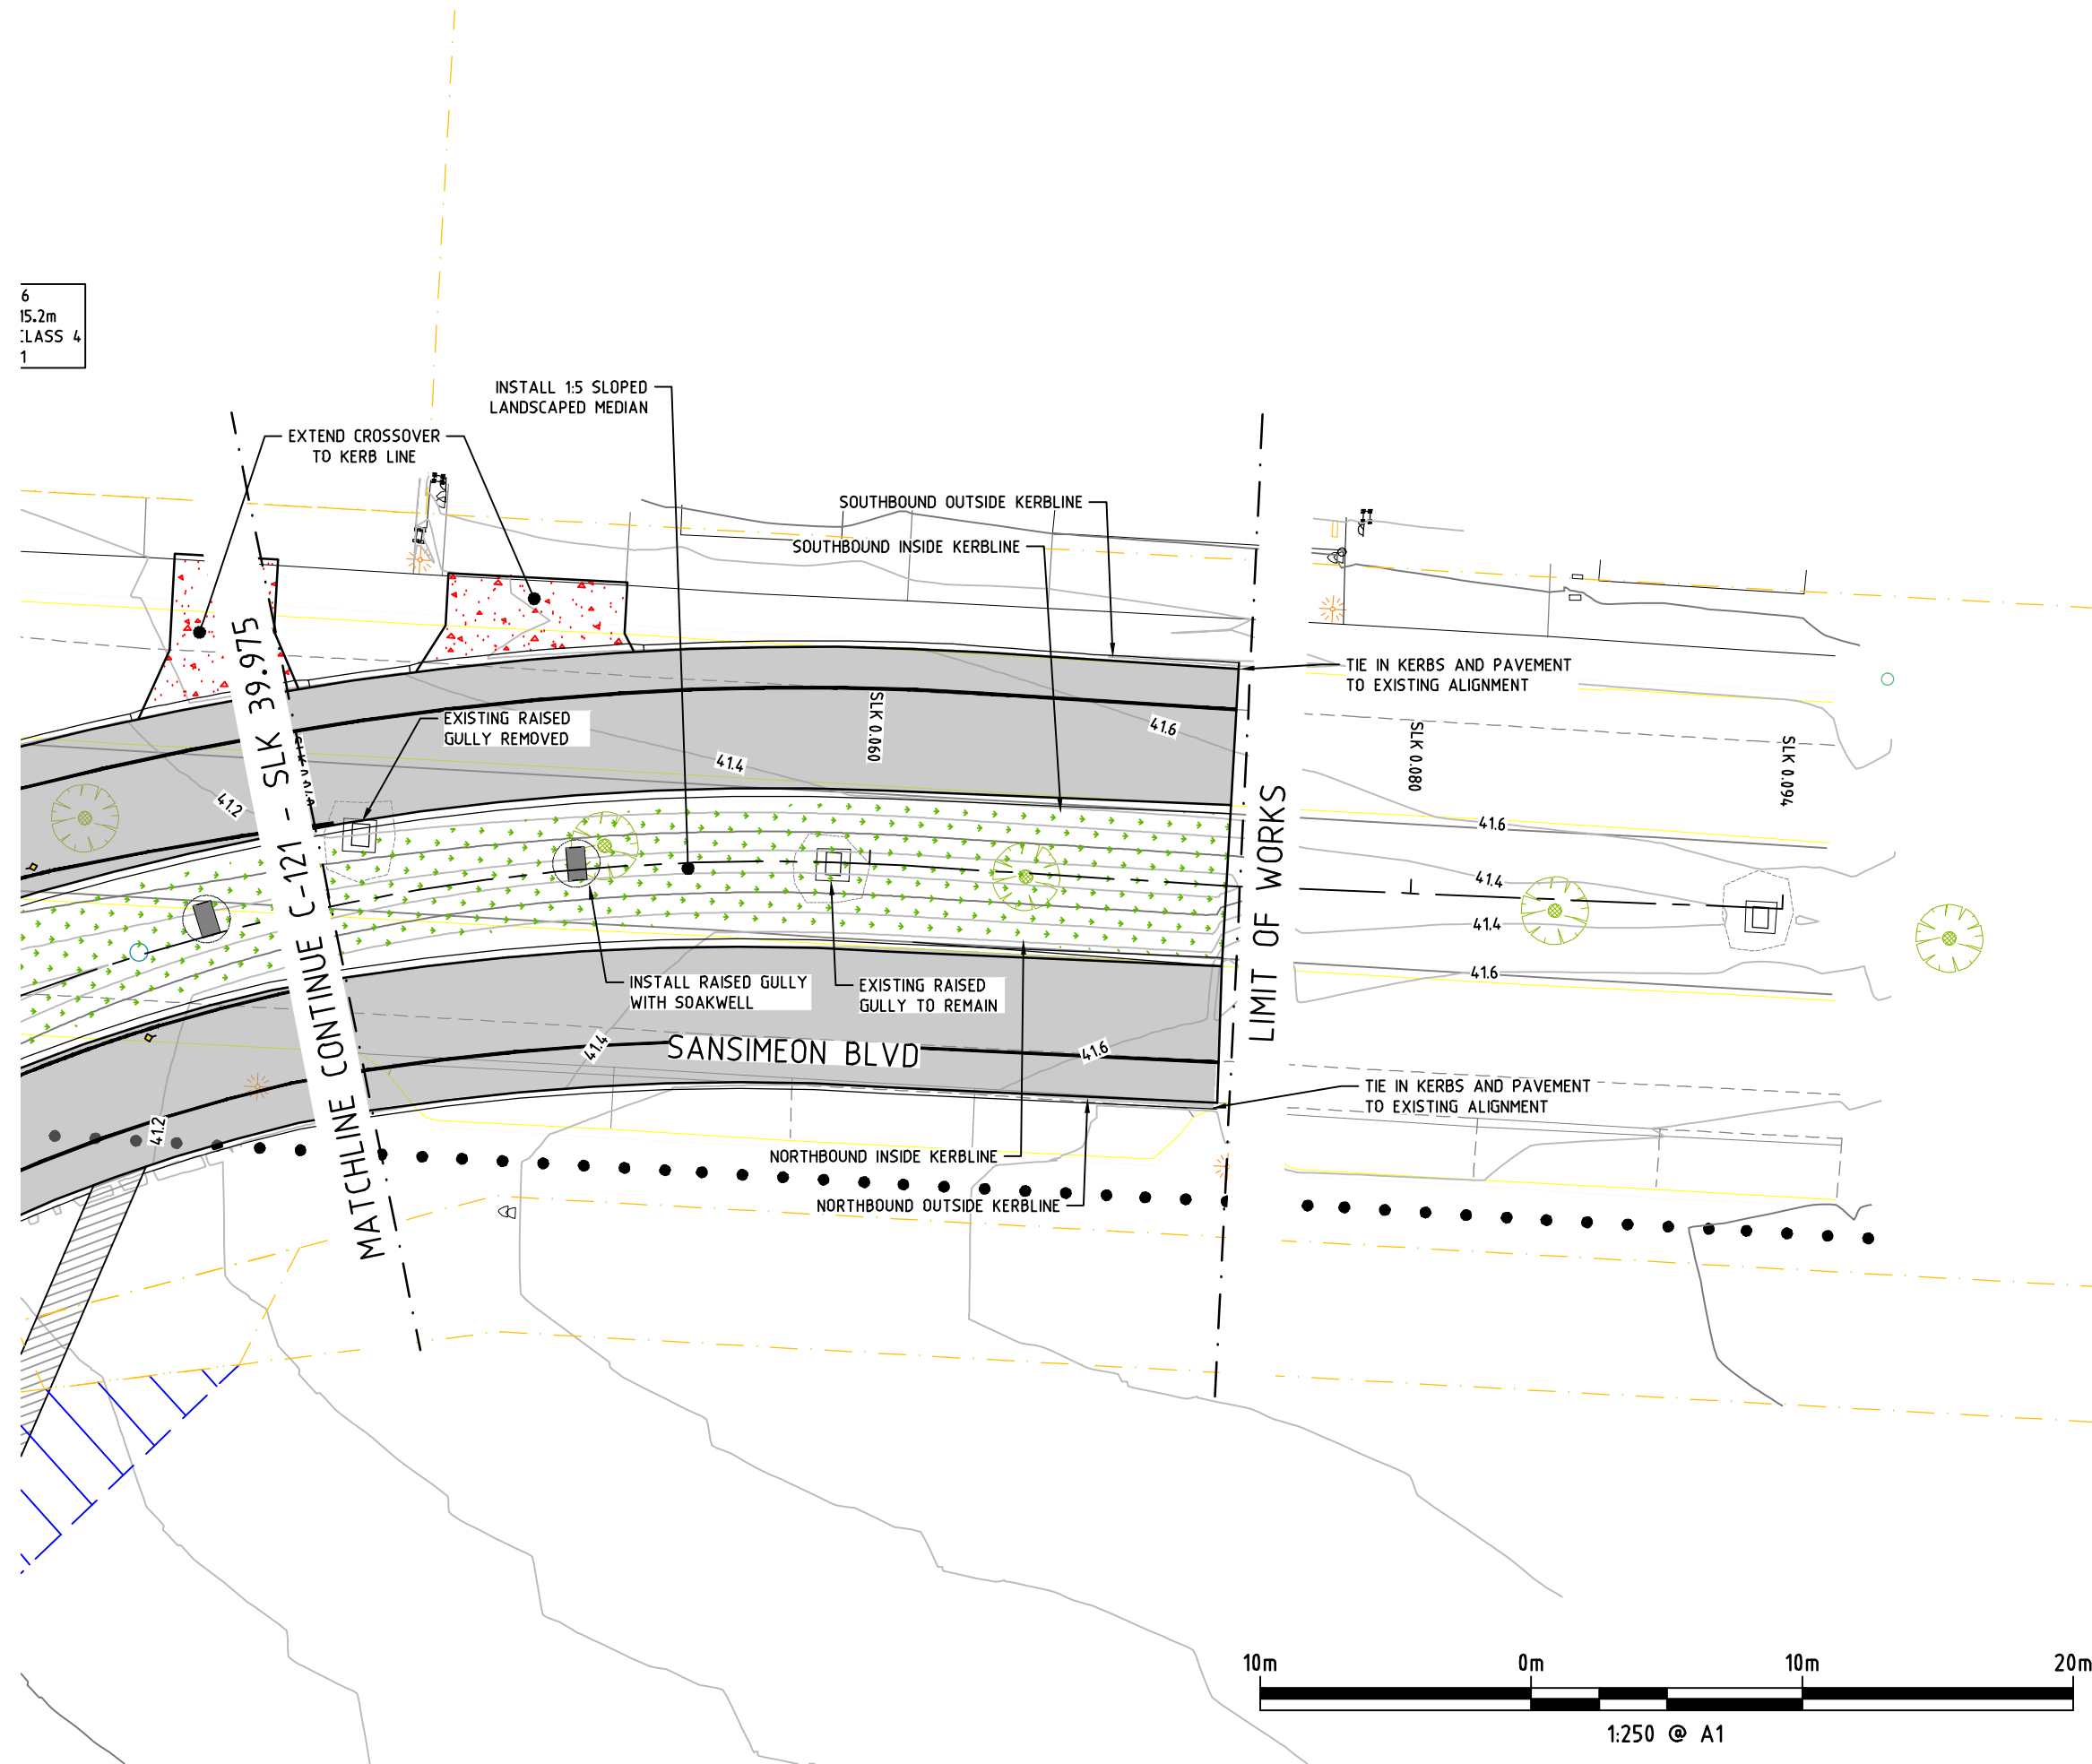 6
15.2m
CLASS 4
1
INSTALL 1:5 SLOPED
LANDSCAPED MEDIAN
EXTEND CROSSOVER
TO KERB LINE
SOUTHBOUND OUTSIDE KERBLINE
SOUTHBOUND INSIDE KERBLINE
TIE IN KERBS AND PAVEMENT
TO EXISTING ALIGNMENT
EXISTING RAISED
GULLY REMOVED
SLK 0.060
41.6
41.4
41.2
SLK 0.080
SLK 0.094
MATCHLINE CONTINUE C-121 - SLK 39.975
LIMIT OF WORKS
41.6
41.4
41.4
41.6
INSTALL RAISED GULLY
WITH SOAKWELL
EXISTING RAISED
GULLY TO REMAIN
41.4
SANSIMEON BLVD
41.6
41.2
TIE IN KERBS AND PAVEMENT
TO EXISTING ALIGNMENT
NORTHBOUND INSIDE KERBLINE
NORTHBOUND OUTSIDE KERBLINE
10m 0m 10m 20m
1:250 @ A1